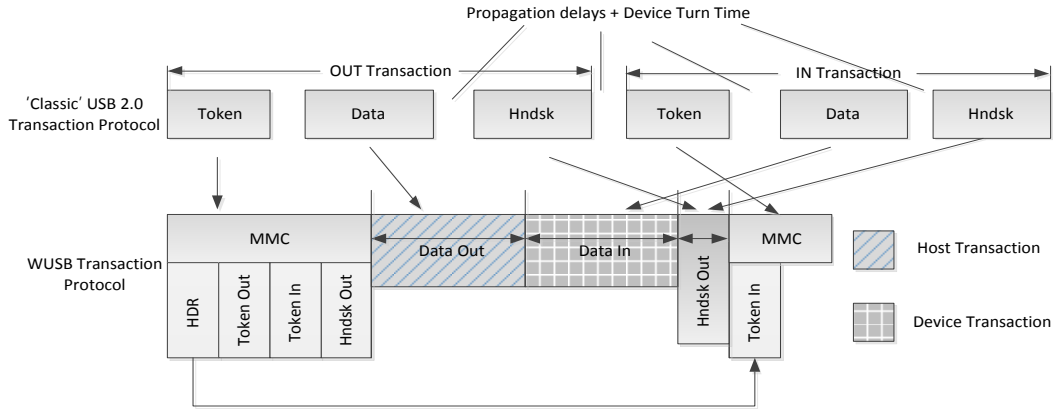 Propagation delays + Device Turn Time
OUT Transaction
IN Transaction
'Classic' USB 2.0
Transaction Protocol
Token
Data
Hndsk
Token
Data
Hndsk
WUSB Transaction
Protocol
MMC
HDR
Token Out
Token In
Hndsk Out
Data Out
Data In
Hndsk Out
MMC
Token In
Host Transaction
Device Transaction